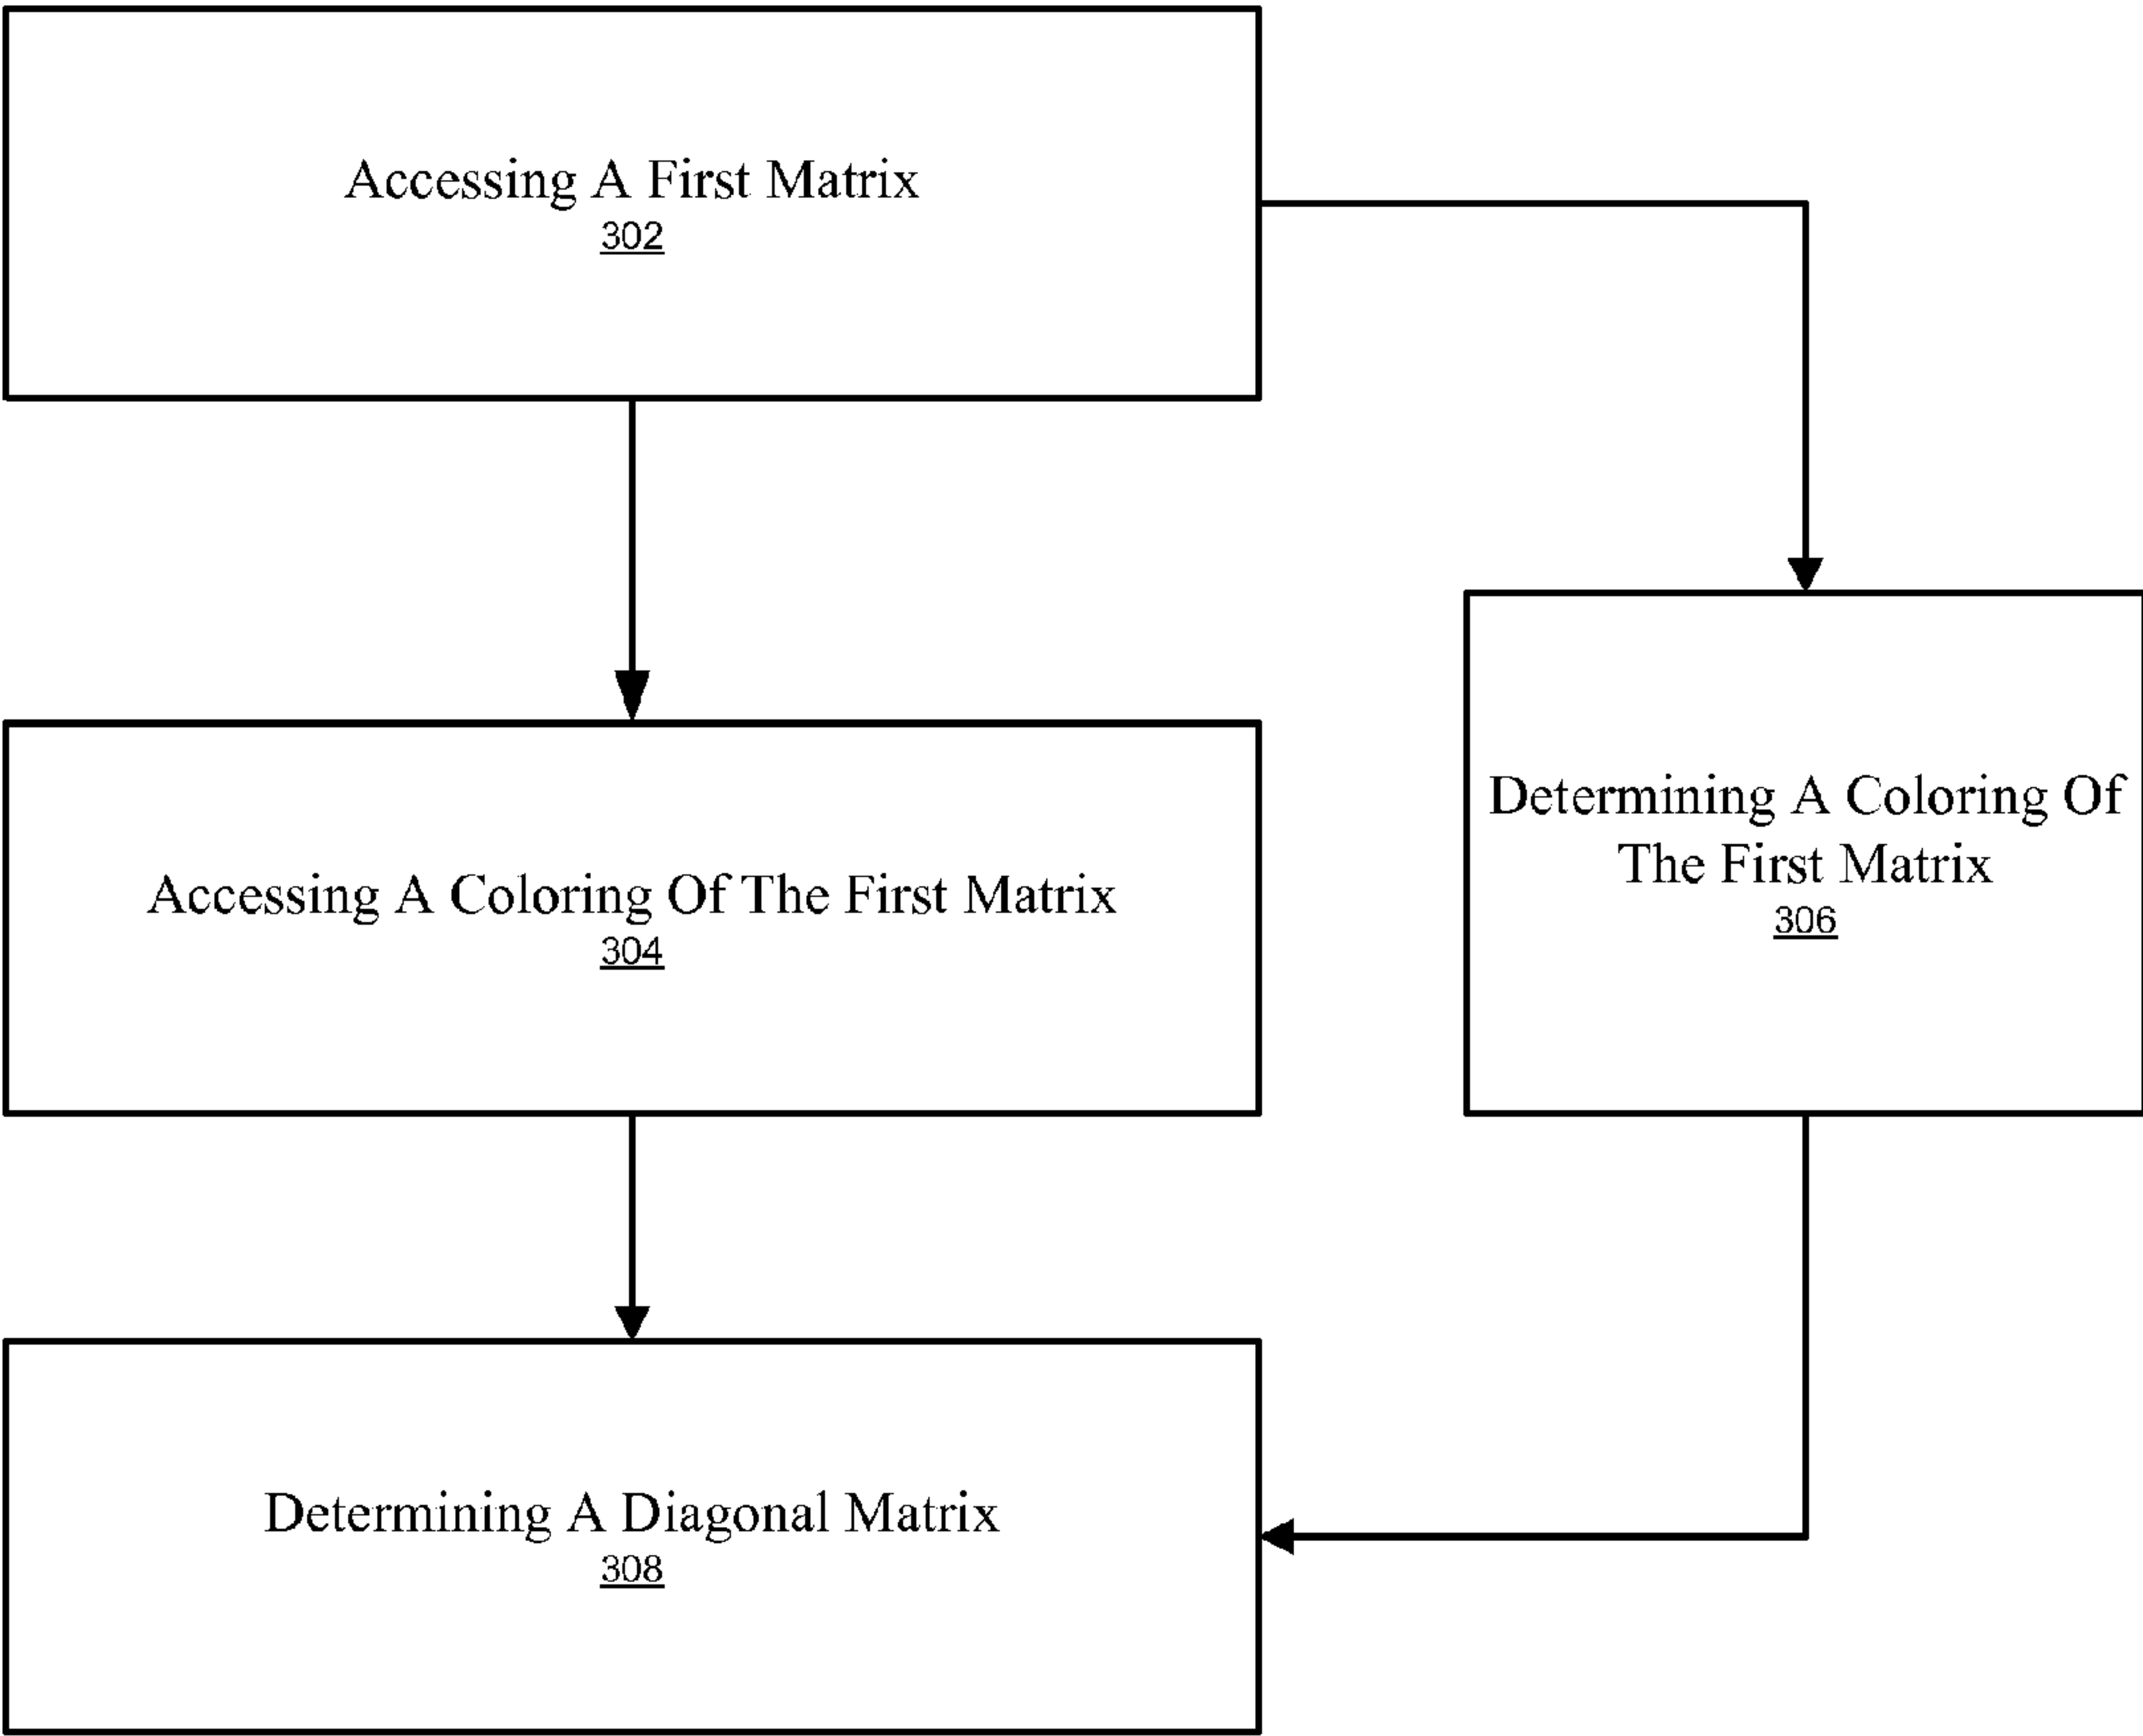 Accessing A First Matrix
302
Accessing A Coloring Of The First Matrix
304
Determining A Coloring Of
The First Matrix
306
Determining A Diagonal Matrix
308